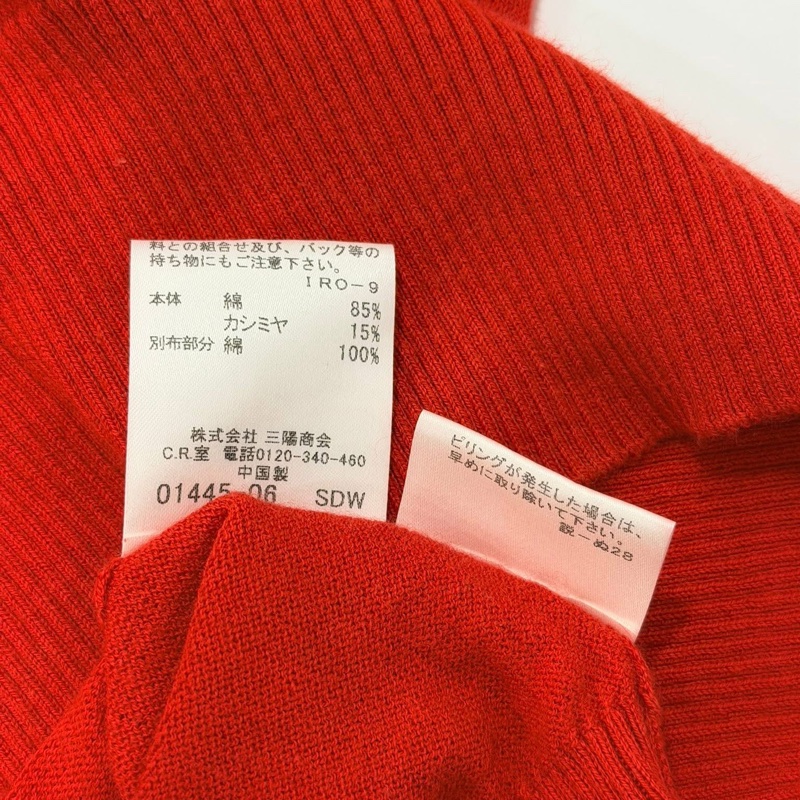 料との組合せ及び、バック等の
持ち物にもご注意下さい。
IRO-9
本体 綿 85%
カシミヤ 15%
別布部分 綿 100%
株式会社 三陽商会
C.R.室 電話0120-340-460
中国製
01445-06 SDW
ピリングが発生した場合は、
早めに取り除いて下さい。
説-ぬ28